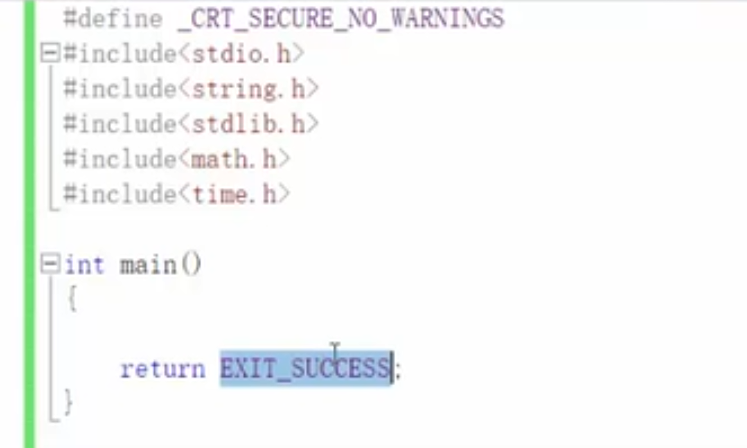 #define _CRT_SECURE_NO_WARNINGS
#include<stdio.h>
#include<string.h>
#include<stdlib.h>
#include<math.h>
#include<time.h>
int main()
{
return EXIT_SUCCESS;
}